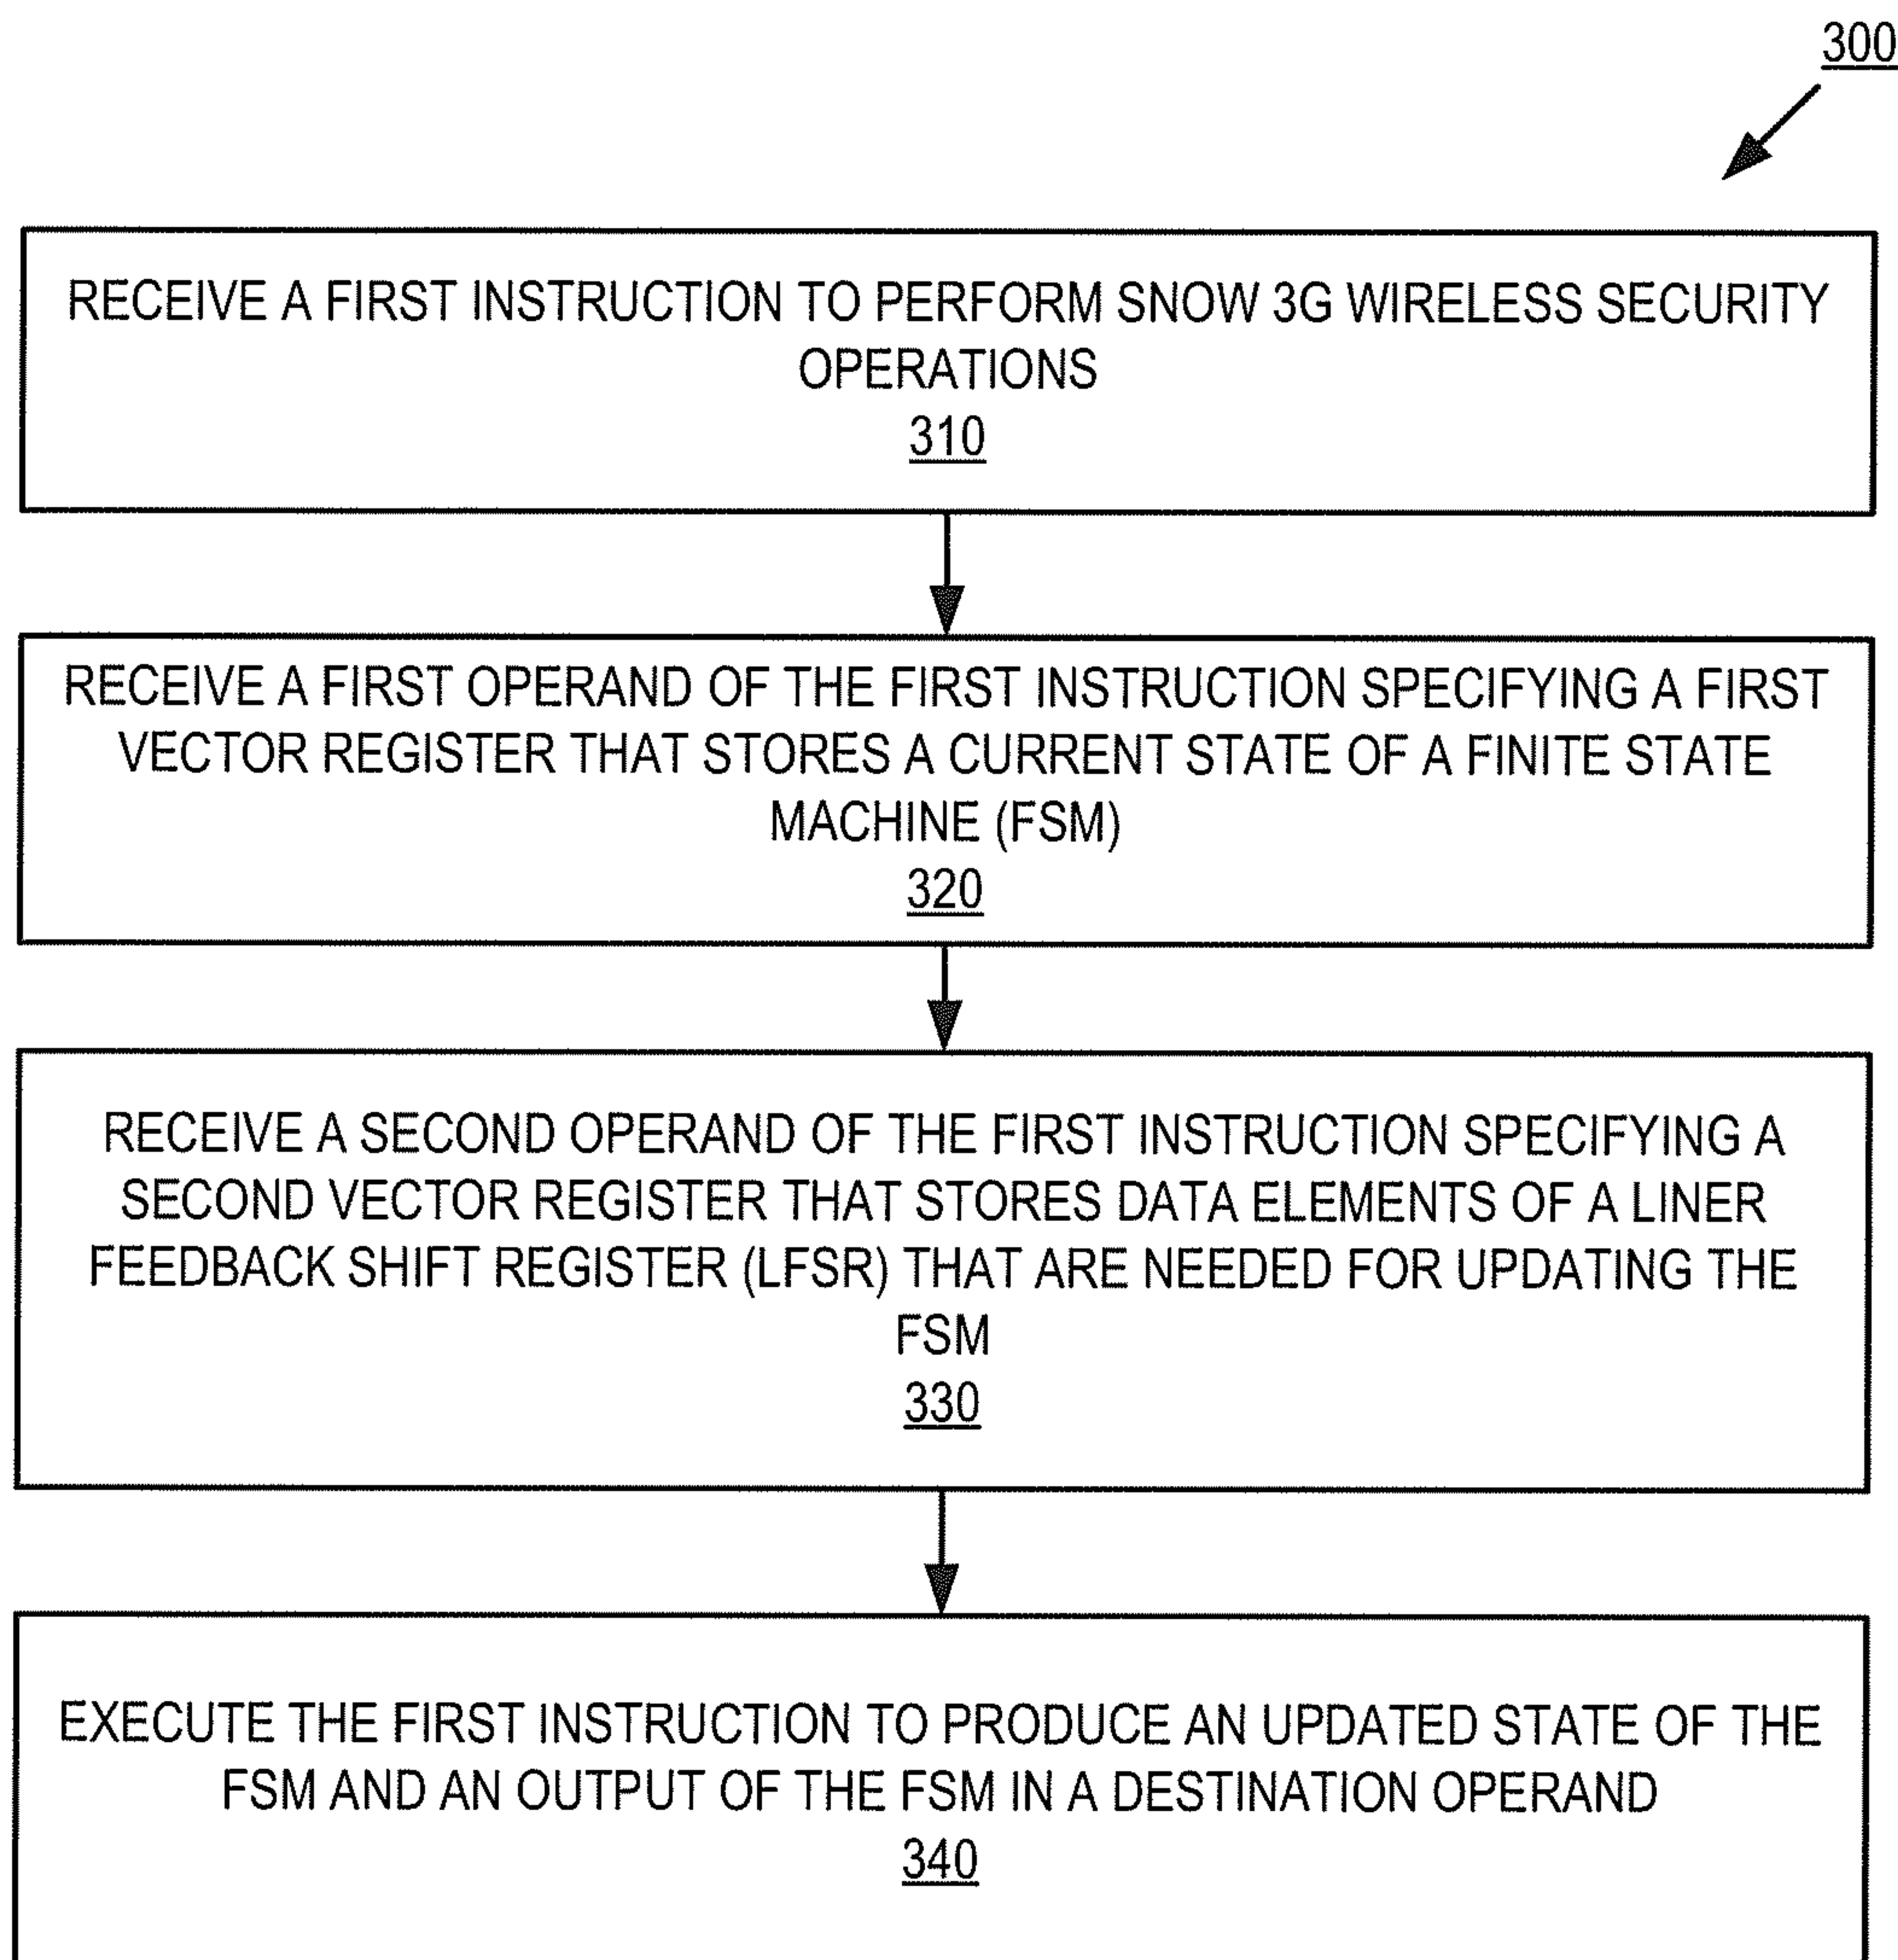 300
RECEIVE A FIRST INSTRUCTION TO PERFORM SNOW 3G WIRELESS SECURITY
OPERATIONS
310
RECEIVE A FIRST OPERAND OF THE FIRST INSTRUCTION SPECIFYING A FIRST
VECTOR REGISTER THAT STORES A CURRENT STATE OF A FINITE STATE
MACHINE (FSM)
320
RECEIVE A SECOND OPERAND OF THE FIRST INSTRUCTION SPECIFYING A
SECOND VECTOR REGISTER THAT STORES DATA ELEMENTS OF A LINER
FEEDBACK SHIFT REGISTER (LFSR) THAT ARE NEEDED FOR UPDATING THE
FSM
330
EXECUTE THE FIRST INSTRUCTION TO PRODUCE AN UPDATED STATE OF THE
FSM AND AN OUTPUT OF THE FSM IN A DESTINATION OPERAND
340